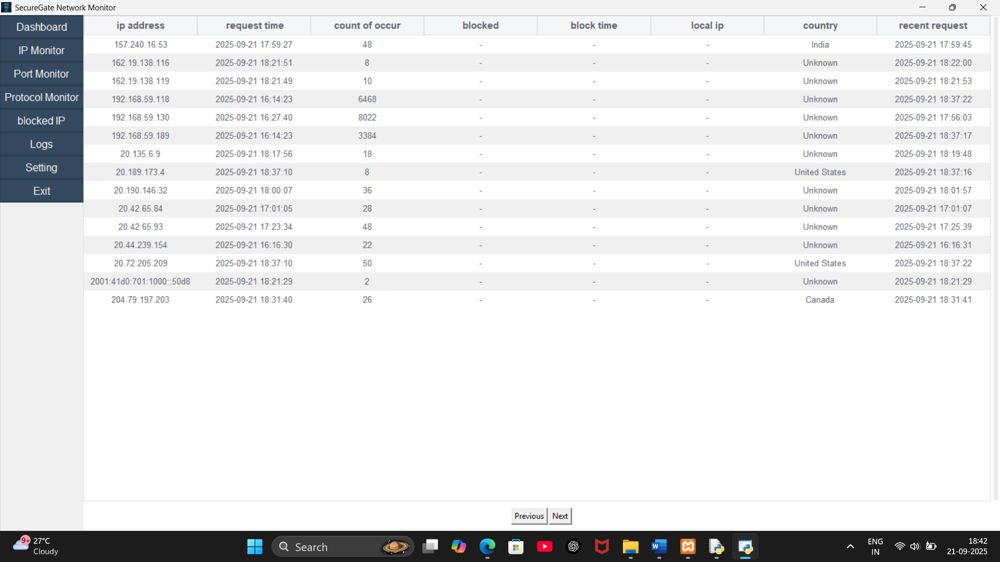 SecureGate Network Monitor
Dashboard
IP Monitor
Port Monitor
Protocol Monitor
blocked IP
Logs
Setting
Exit
ip address request time count of occur blocked block time local ip country recent request
157.240.16.53 2025-09-21 17:59:27 48 - - - India 2025-09-21 17:59:45
162.19.138.116 2025-09-21 18:21:51 8 - - - Unknown 2025-09-21 18:22:00
162.19.138.119 2025-09-21 18:21:49 10 - - - Unknown 2025-09-21 18:21:53
192.168.59.118 2025-09-21 16:14:23 6468 - - - Unknown 2025-09-21 18:37:22
192.168.59.130 2025-09-21 16:27:40 8022 - - - Unknown 2025-09-21 17:56:03
192.168.59.189 2025-09-21 16:14:23 3384 - - - Unknown 2025-09-21 18:37:17
20.135.6.9 2025-09-21 18:17:56 18 - - - Unknown 2025-09-21 18:19:48
20.189.173.4 2025-09-21 18:37:10 8 - - - United States 2025-09-21 18:37:16
20.190.146.32 2025-09-21 18:00:07 36 - - - Unknown 2025-09-21 18:01:57
20.42.65.84 2025-09-21 17:01:05 28 - - - Unknown 2025-09-21 17:01:07
20.42.65.93 2025-09-21 17:23:34 48 - - - Unknown 2025-09-21 17:25:39
20.44.239.154 2025-09-21 16:16:30 22 - - - Unknown 2025-09-21 16:16:31
20.72.205.209 2025-09-21 18:37:10 50 - - - United States 2025-09-21 18:37:22
2001:41d0:701:1000::50d8 2025-09-21 18:21:29 2 - - - Unknown 2025-09-21 18:21:29
204.79.197.203 2025-09-21 18:31:40 26 - - - Canada 2025-09-21 18:31:41
Previous Next
9+ 27°C
Cloudy
Search
ENG
IN
18:42
21-09-2025